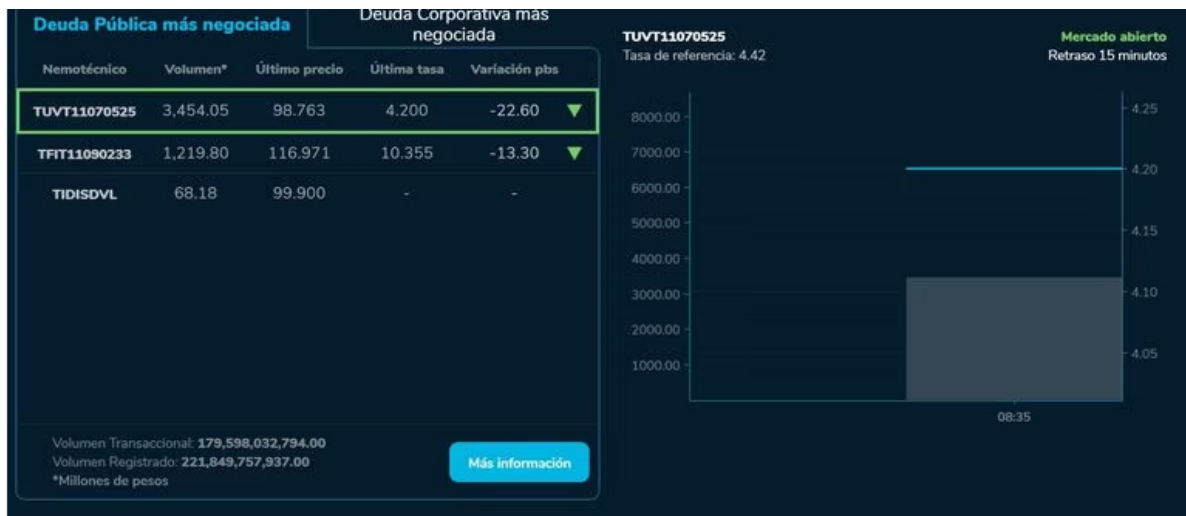 Deuda Pública más negociada
Deuda Corporativa más
negociada
Nemotécnico Volumen* Último precio Última tasa Variación pbs
TUVT11070525 3,454.05 98.763 4.200 -22.60 ▼
TFIT11090233 1,219.80 116.971 10.355 -13.30 ▼
TIDISDVL 68.18 99.900 - -
Volumen Transaccional: 179,598,032,794.00
Volumen Registrado: 221,849,757,937.00
*Millones de pesos
Más información
TUVT11070525
Tasa de referencia: 4.42
Mercado abierto
Retraso 15 minutos
8000.00
7000.00
6000.00
5000.00
4000.00
3000.00
2000.00
1000.00
4.25
4.20
4.15
4.10
4.05
08:35